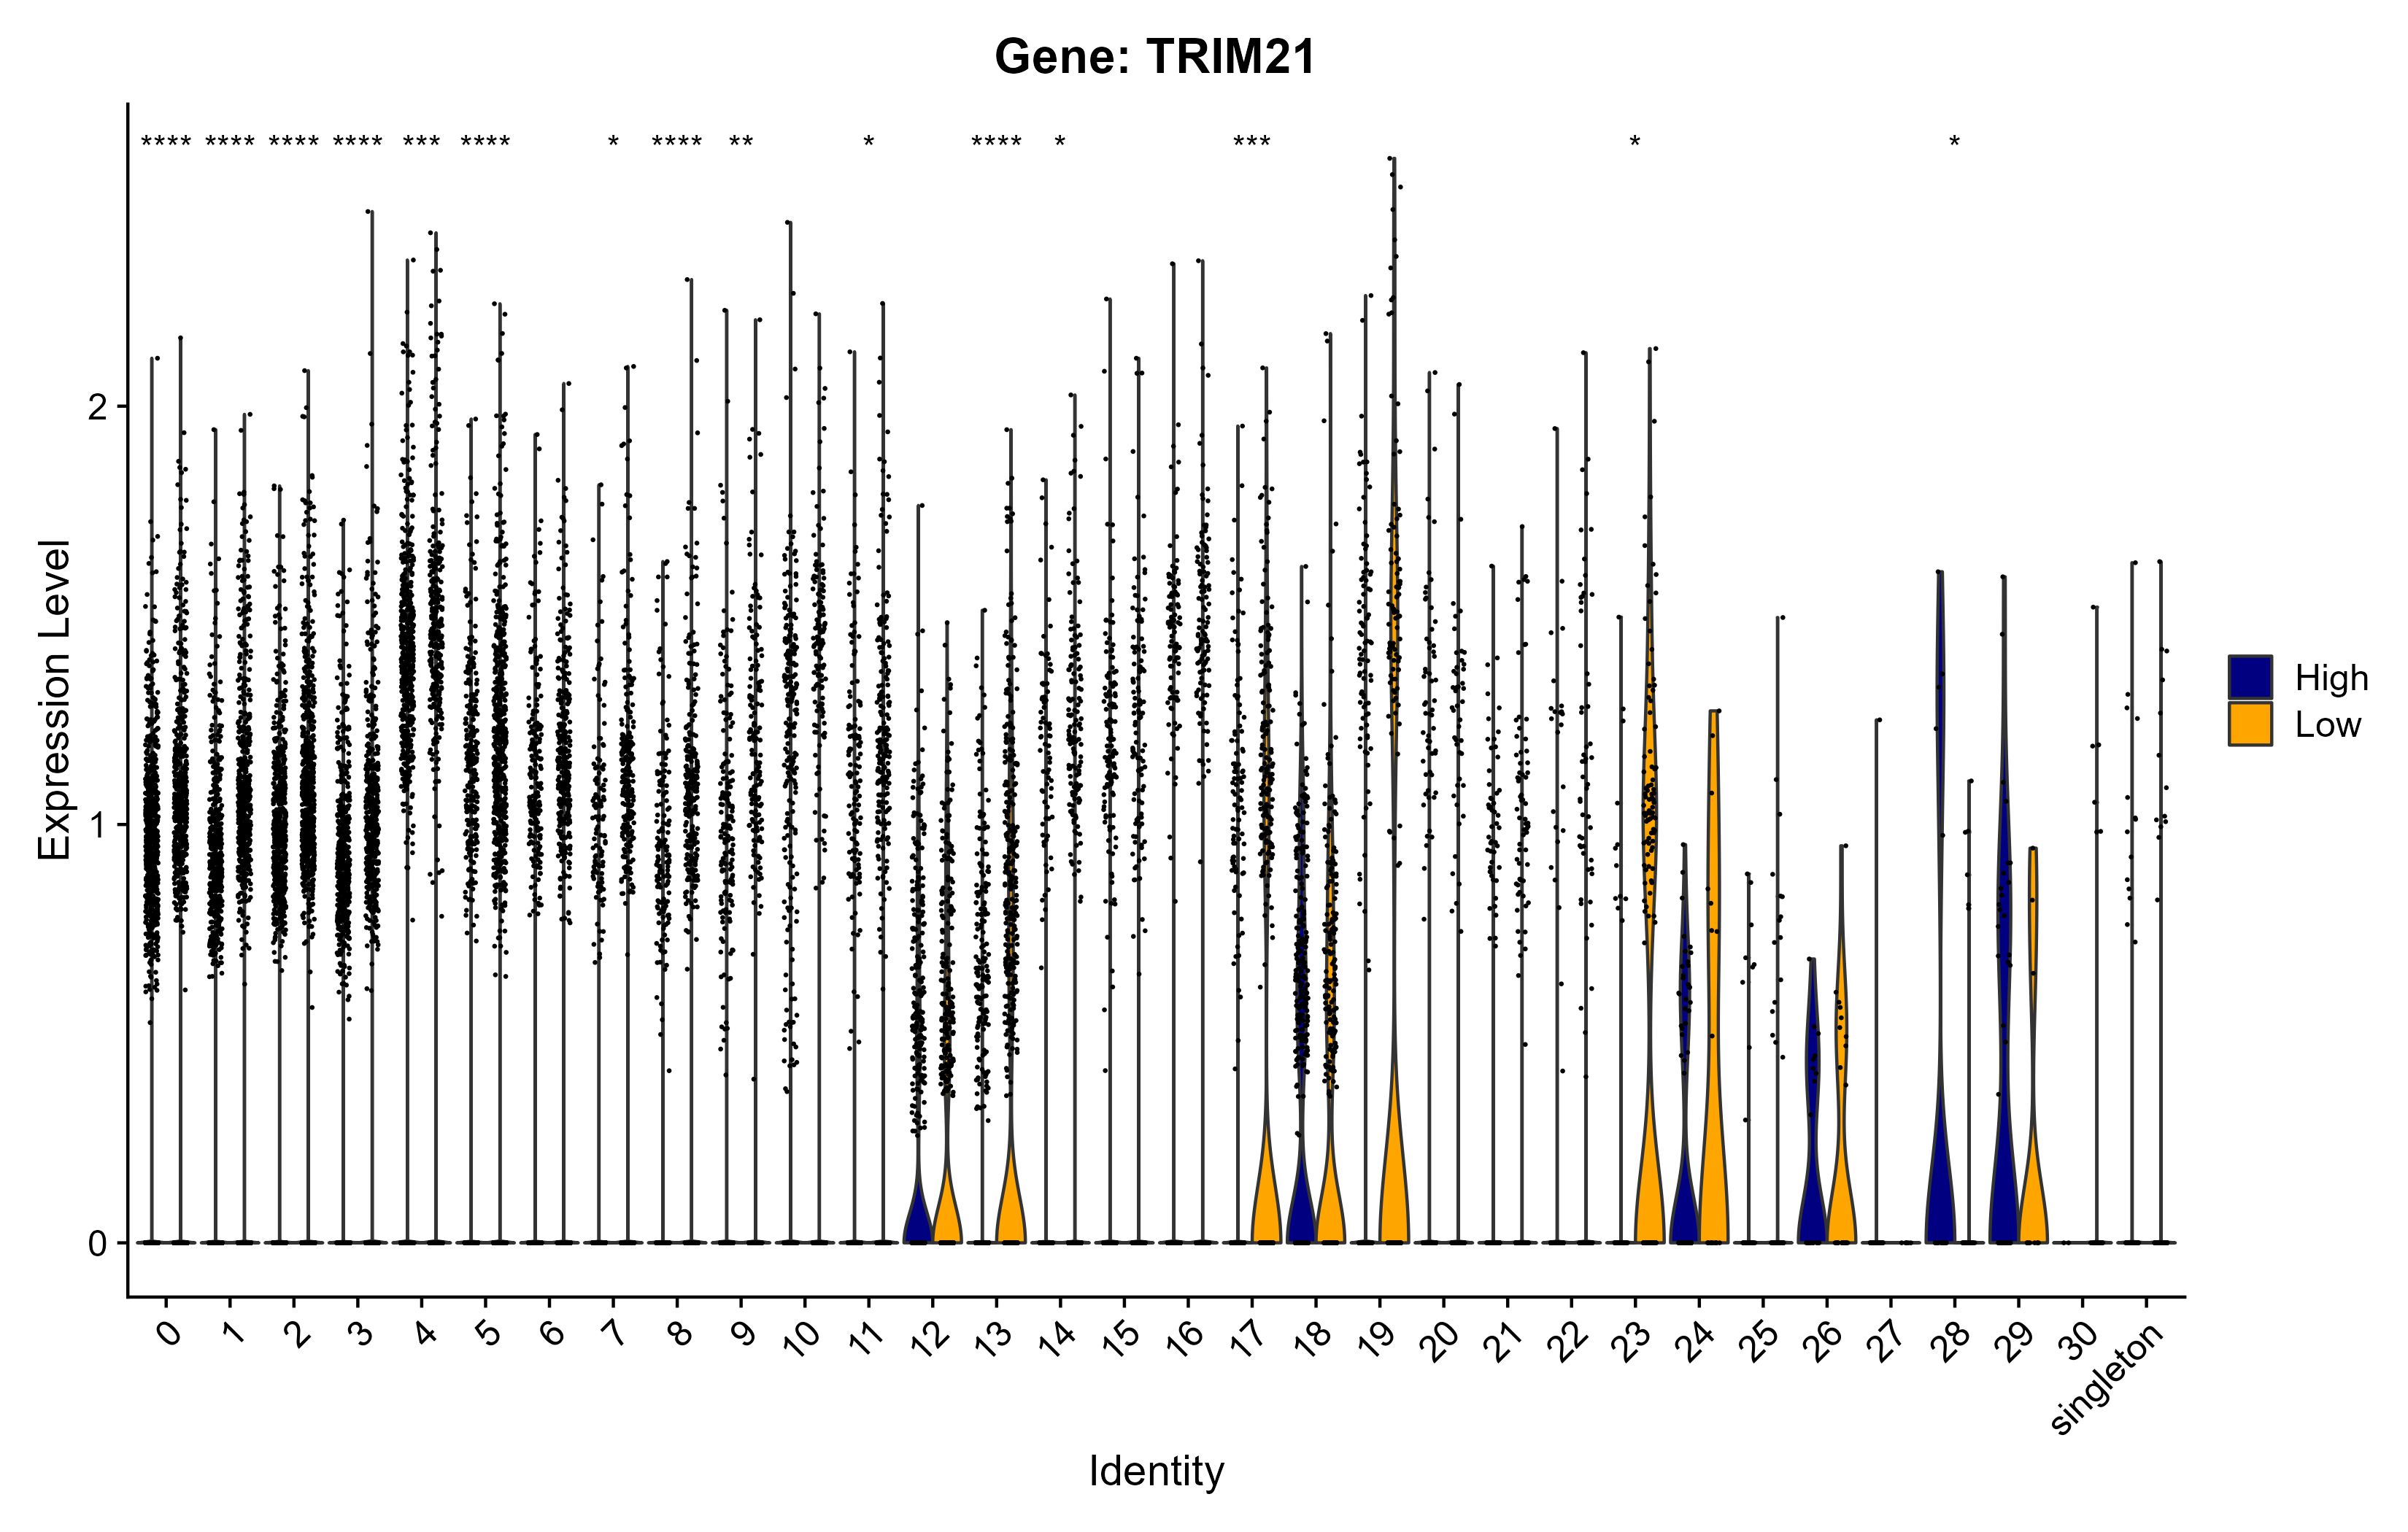 Gene: TRIM21
**** **** **** **** *** **** * **** ** * **** * *** * *
Expression Level
2
1
0
High
Low
0 1 2 3 4 5 6 7 8 9 10 11 12 13 14 15 16 17 18 19 20 21 22 23 24 25 26 27 28 29 30 singleton
Identity